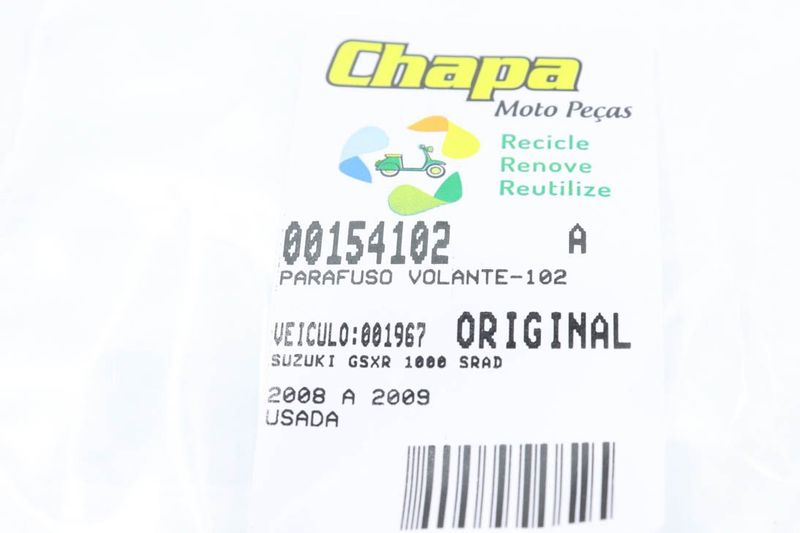 Chapa
Moto Peças
Recicle
Renove
Reutilize
00154102 A
PARAFUSO VOLANTE-102
VEICULO:001967 ORIGINAL
SUZUKI GSXR 1000 SRAD
2008 A 2009
USADA